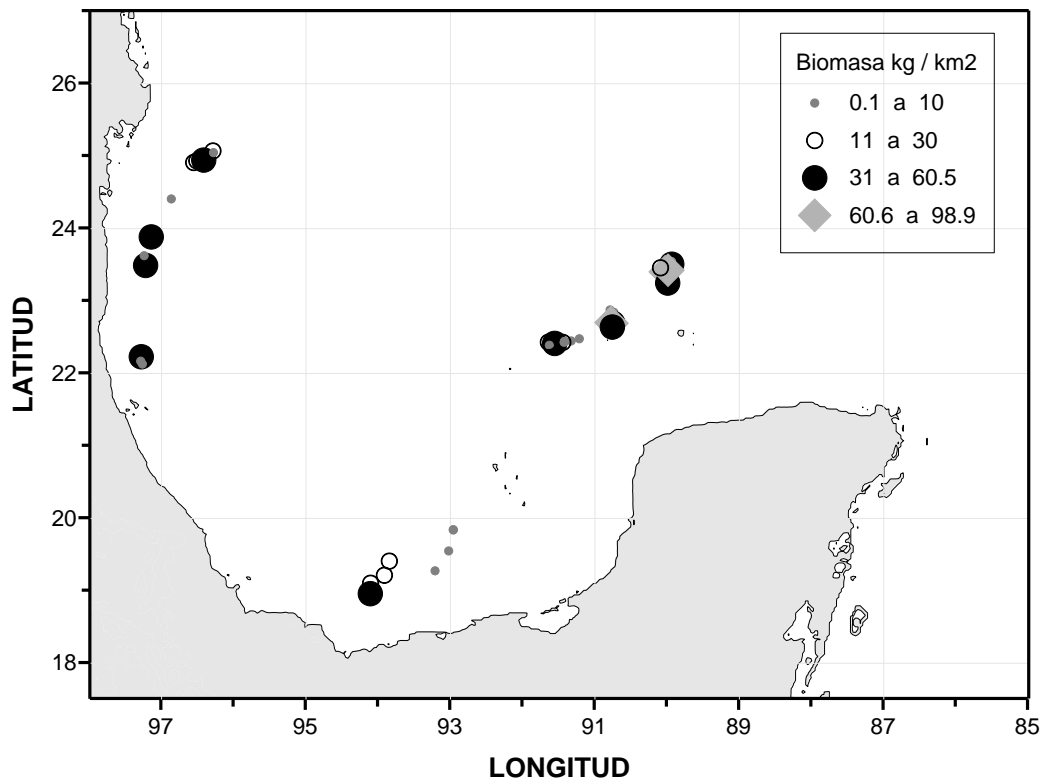 Biomasa kg / km2
0.1 a 10
11 a 30
31 a 60.5
60.6 a 98.9
26
24
22
20
18
LATITUD
97 95 93 91 89 87 85
LONGITUD